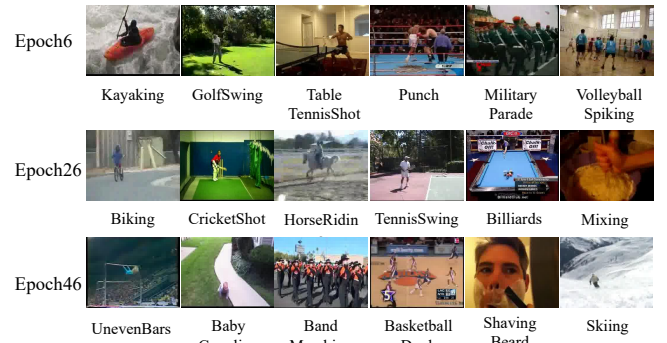 Epoch6
Kayaking GolfSwing Table TennisShot Punch Military Parade Volleyball Spiking
Epoch26
Biking CricketShot HorseRidin TennisSwing Billiards Mixing
Epoch46
UnevenBars Baby Band Basketball Shaving Skiing
Beard